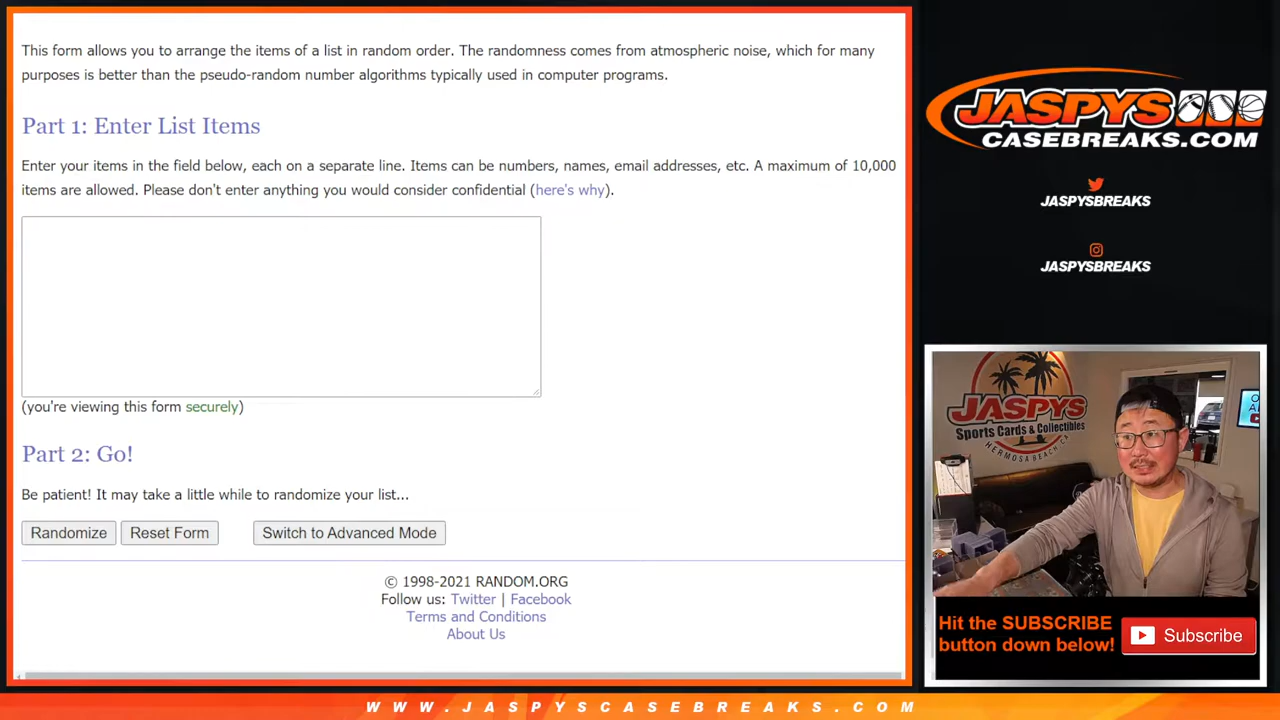 This form allows you to arrange the items of a list in random order. The randomness comes from atmospheric noise, which for many
purposes is better than the pseudo-random number algorithms typically used in computer programs.
Part 1: Enter List Items
Enter your items in the field below, each on a separate line. Items can be numbers, names, email addresses, etc. A maximum of 10,000
items are allowed. Please don't enter anything you would consider confidential (here's why).
(you're viewing this form securely)
Part 2: Go!
Be patient! It may take a little while to randomize your list...
Randomize Reset Form Switch to Advanced Mode
© 1998-2021 RANDOM.ORG
Follow us: Twitter | Facebook
Terms and Conditions
About Us
JASPYS
CASEBREAKS.COM
JASPYSBREAKS
JASPYSBREAKS
JASPYS
Sports Cards & Collectibles
HERMOSA BEACH, CA
Hit the SUBSCRIBE
button down below!
Subscribe
WWW.JASPYSCASEBREAKS.COM